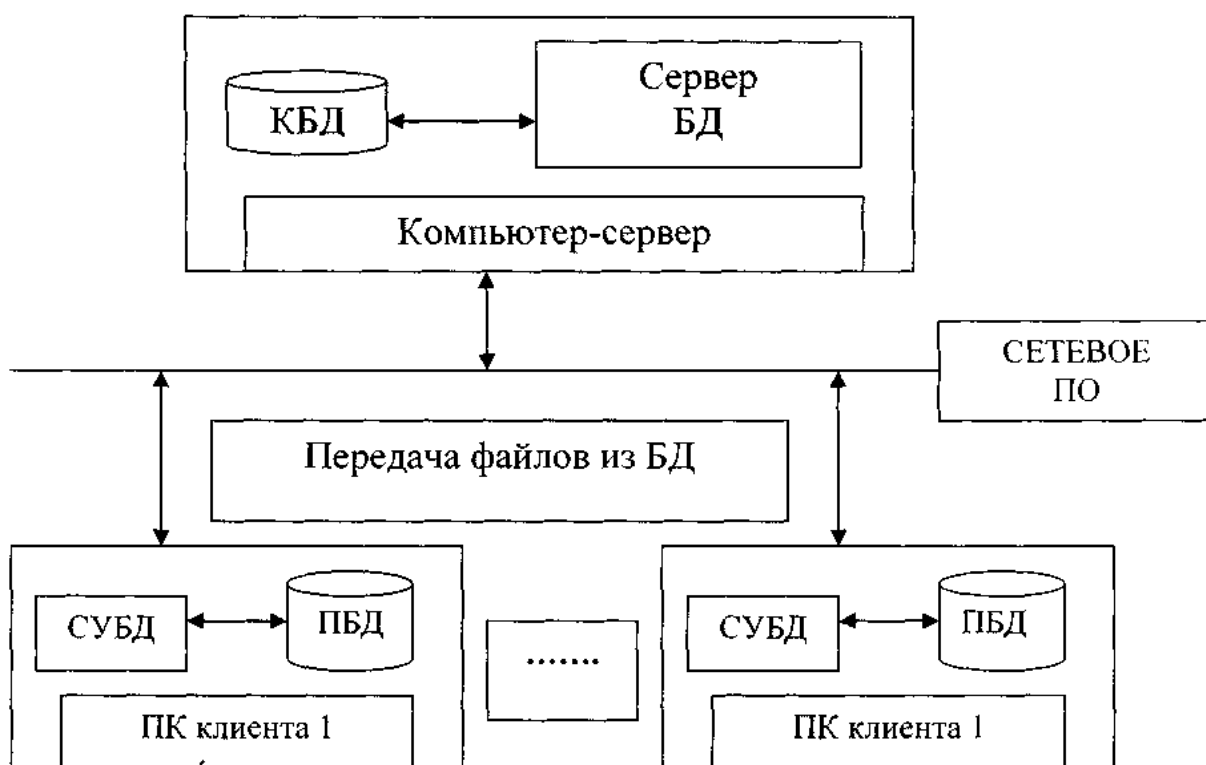 КБД
Сервер
БД
Компьютер-сервер
СЕТЕВОЕ
ПО
Передача файлов из БД
СУБД
ПБД
.......
СУБД
ПБД
ПК клиента 1
ПК клиента 1